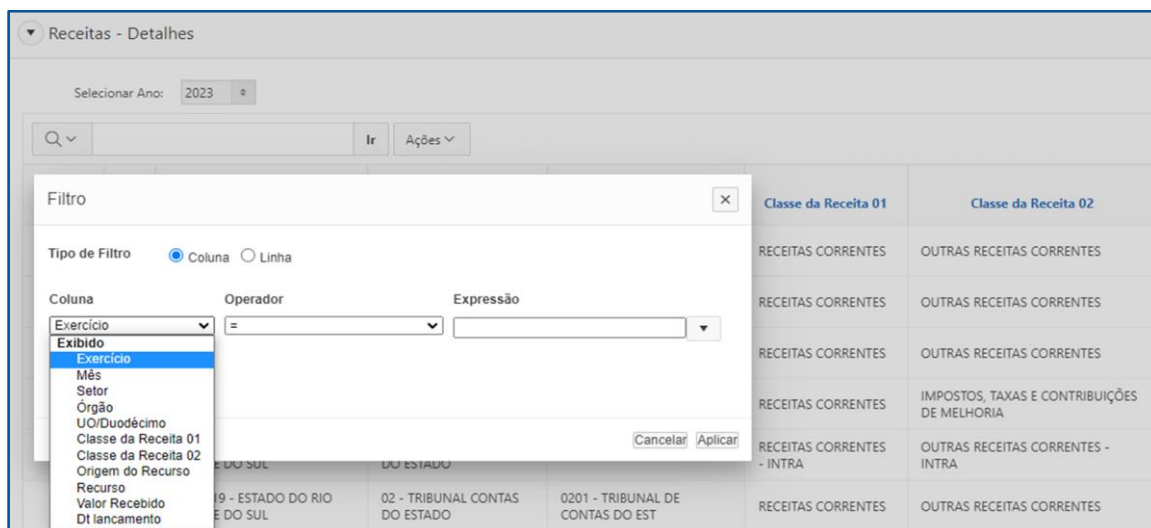 Receitas - Detalhes
Selecionar Ano: 2023
Ir Ações
Filtro
Classe da Receita 01 Classe da Receita 02
Tipo de Filtro Coluna Linha
RECEITAS CORRENTES OUTRAS RECEITAS CORRENTES
Coluna Operador Expressão
Exercício =
RECEITAS CORRENTES OUTRAS RECEITAS CORRENTES
Exibido
Exercício
RECEITAS CORRENTES OUTRAS RECEITAS CORRENTES
Mês
Setor
Órgão
RECEITAS CORRENTES IMPOSTOS, TAXAS E CONTRIBUIÇÕES
DE MELHORIA
UO/Duodécimo
Classe da Receita 01
Cancelar Aplicar
Classe da Receita 02
RECEITAS CORRENTES OUTRAS RECEITAS CORRENTES -
- INTRA INTRA
Origem do Recurso
E DO SUL DO ESTADO
Recurso
Valor Recebido
19 - ESTADO DO RIO 02 - TRIBUNAL CONTAS 0201 - TRIBUNAL DE
RECEITAS CORRENTES OUTRAS RECEITAS CORRENTES
Dt lancamento
E DO SUL DO ESTADO CONTAS DO EST